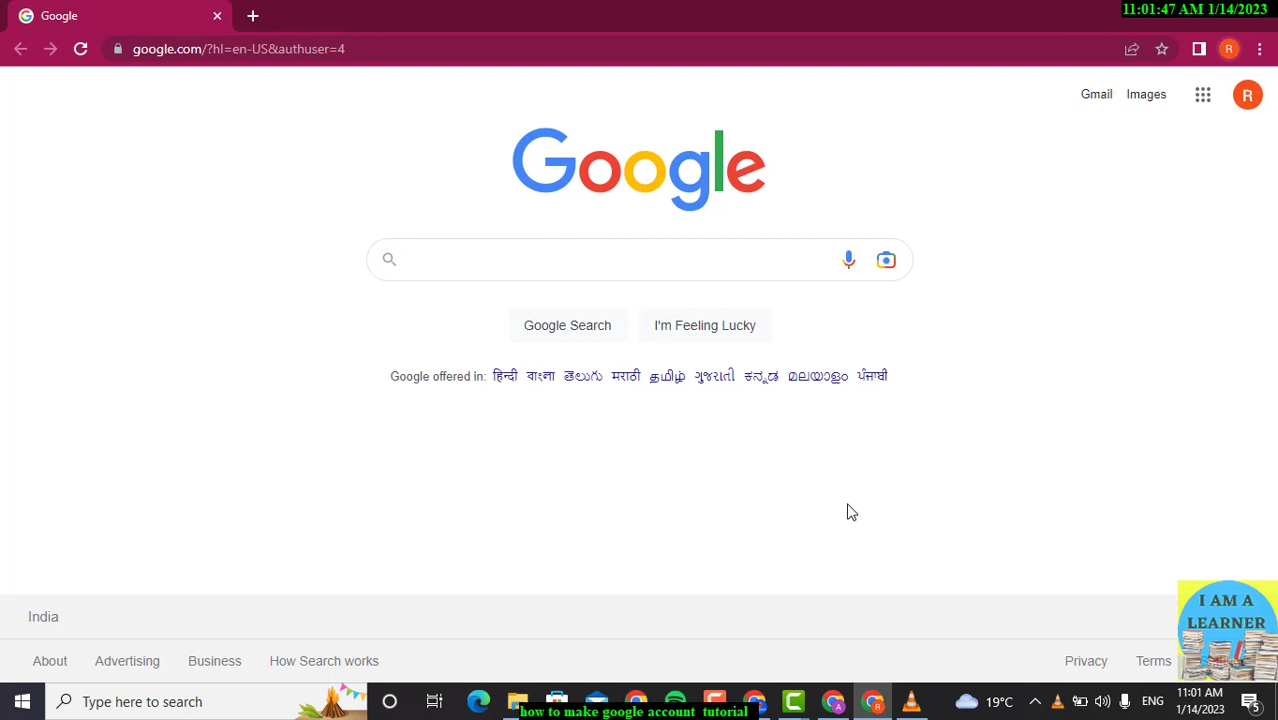 Google
11:01:47 AM 1/14/2023
google.com/?hl=en-US&authuser=4
R
Gmail Images R
Google
Google Search I'm Feeling Lucky
Google offered in: हिन्दी বাংলা తెలుగు मराठी தமிழ் ગુજરાતી ಕನ್ನಡ മലയാളം ਪੰਜਾਬੀ
India
I AM A
LEARNER
About Advertising Business How Search works Privacy Terms
Type here to search
A R
19°C ENG
11:01 AM
1/14/2023
5
how to make google account tutorial